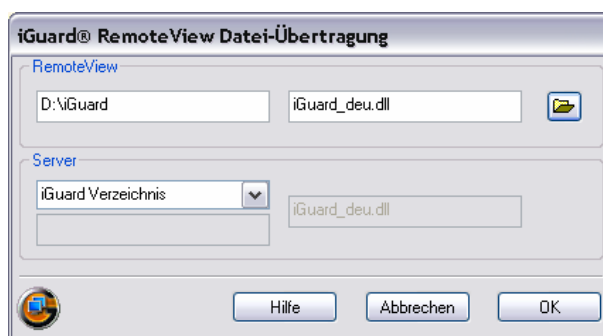 iGuard® RemoteView Datei-Übertragung
RemoteView
D:\iGuard iGuard_deu.dll
Server
iGuard Verzeichnis
iGuard_deu.dll
Hilfe Abbrechen OK